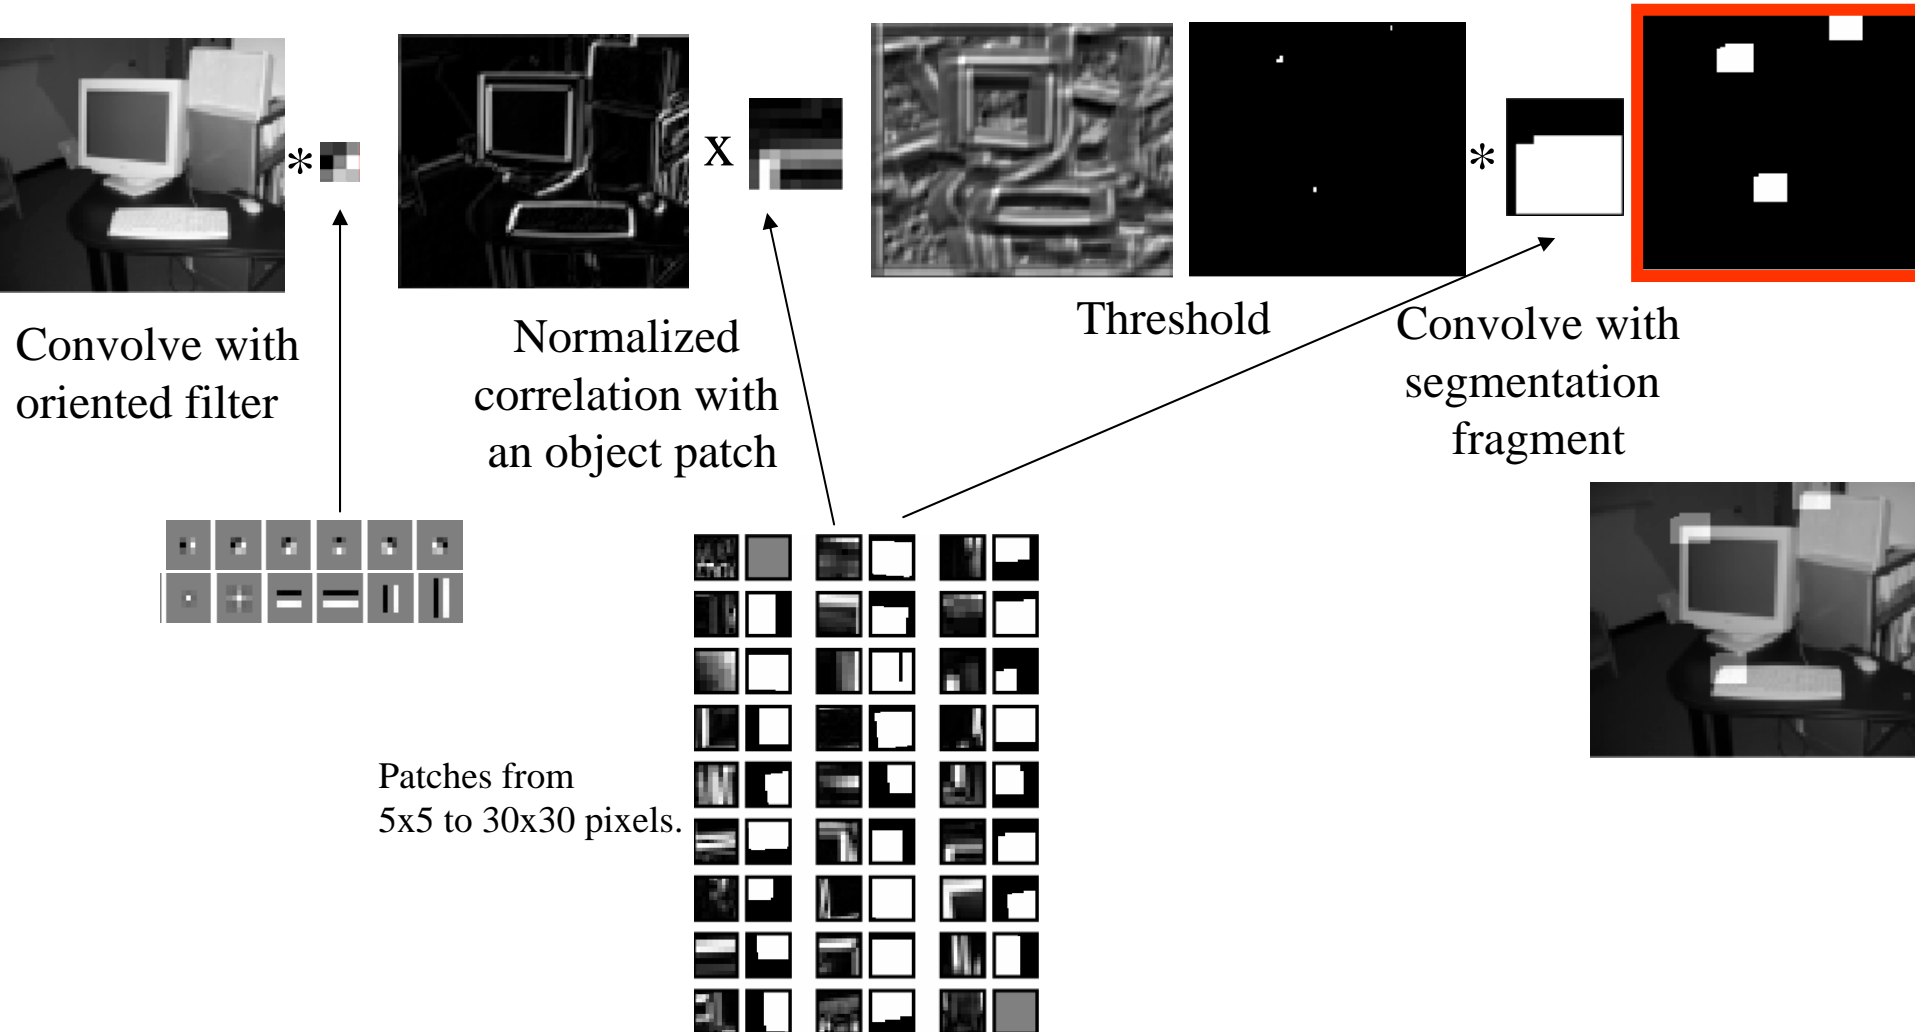 *
x
*
Convolve with
oriented filter
Normalized
correlation with
an object patch
Threshold
Convolve with
segmentation
fragment
Patches from
5x5 to 30x30 pixels.